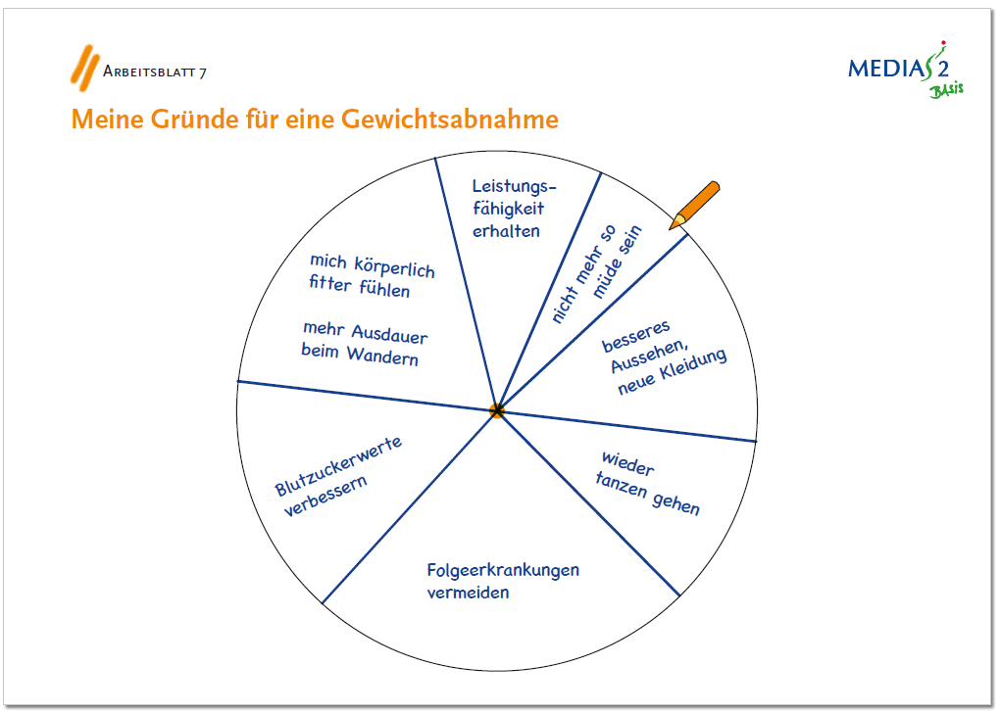 ARBEITSBLATT 7
MEDIAS 2
BASIS
Meine Gründe für eine Gewichtsabnahme
Leistungs-
fähigkeit
erhalten
nicht mehr so
müde sein
besseres
Aussehen,
neue Kleidung
wieder
tanzen gehen
Folgeerkrankungen
vermeiden
Blutzuckerwerte
verbessern
mich körperlich
fitter fühlen
mehr Ausdauer
beim Wandern